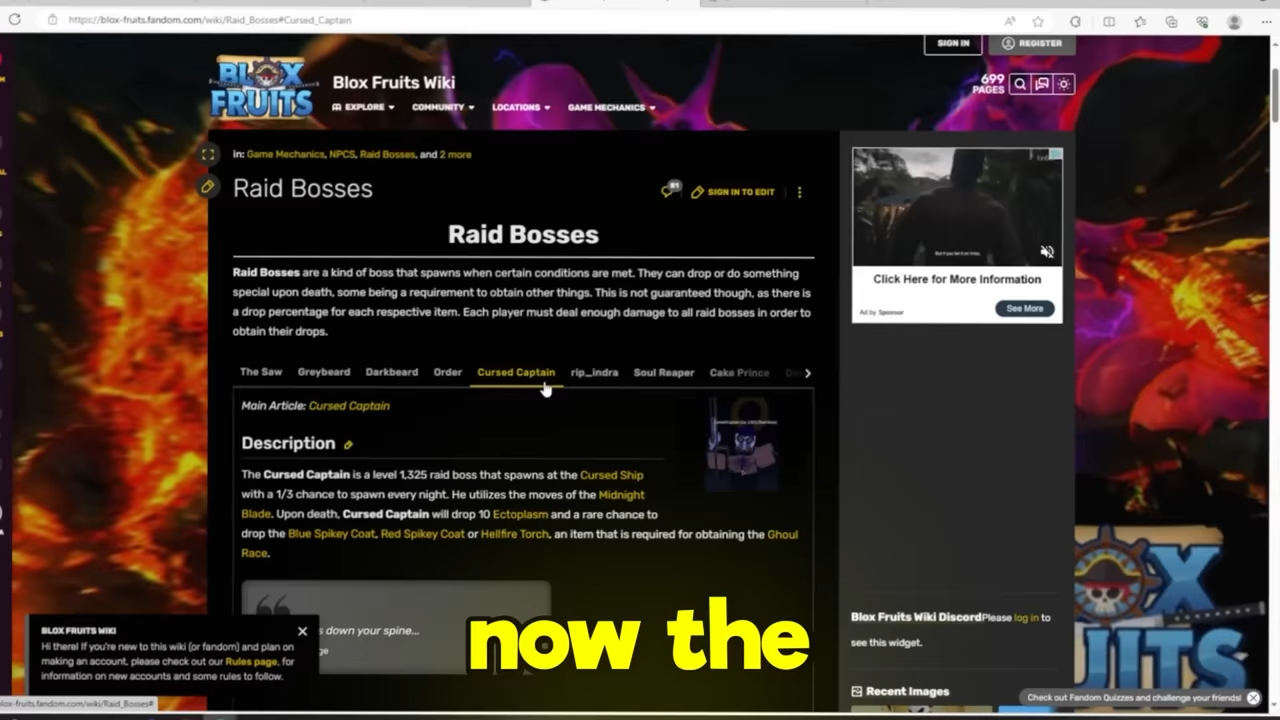 https://blox-fruits.fandom.com/wiki/Raid_Bosses#Cursed_Captain
SIGN IN
REGISTER
BLOX
FRUITS
Blox Fruits Wiki
699
PAGES
EXPLORE
COMMUNITY
LOCATIONS
GAME MECHANICS
in: Game Mechanics, NPCS, Raid Bosses, and 2 more
Raid Bosses
81
SIGN IN TO EDIT
Raid Bosses
Raid Bosses are a kind of boss that spawns when certain conditions are met. They can drop or do something
special upon death, some being a requirement to obtain other things. This is not guaranteed though, as there is
a drop percentage for each respective item. Each player must deal enough damage to all raid bosses in order to
obtain their drops.
The Saw Greybeard Darkbeard Order Cursed Captain rip_indra Soul Reaper Cake Prince
Main Article: Cursed Captain
Description
The Cursed Captain is a level 1,325 raid boss that spawns at the Cursed Ship
with a 1/3 chance to spawn every night. He utilizes the moves of the Midnight
Blade. Upon death, Cursed Captain will drop 10 Ectoplasm and a rare chance to
drop the Blue Spikey Coat, Red Spikey Coat or Hellfire Torch, an item that is required for obtaining the Ghoul
Race.
s down your spine...
Click Here for More Information
Ad by Sponsor
See More
Blox Fruits Wiki DiscordPlease log in to
see this widget.
Recent Images
Check out Fandom Quizzes and challenge your friends!
BLOX FRUITS WIKI
Hi there! If you're new to this wiki (or fandom) and plan on
making an account, please check out our Rules page, for
information on new accounts and some rules to follow.
now the
lox-fruits.fandom.com/wiki/Raid_Bosses#